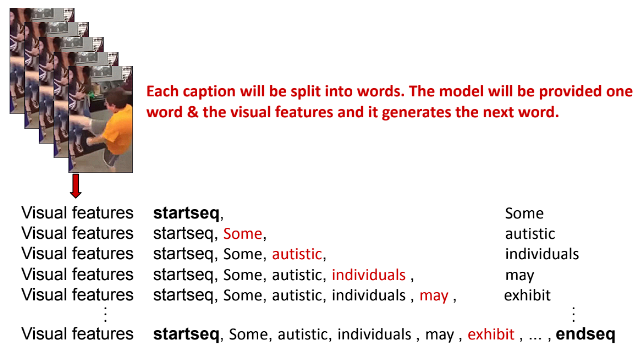 Each caption will be split into words. The model will be provided one
word & the visual features and it generates the next word.
Visual features startseq, Some
Visual features startseq, Some, autistic
Visual features startseq, Some, autistic, individuals
Visual features startseq, Some, autistic, individuals , may
Visual features startseq, Some, autistic, individuals , may , exhibit
⋮ ⋮
Visual features startseq, Some, autistic, individuals , may , exhibit , ... , endseq